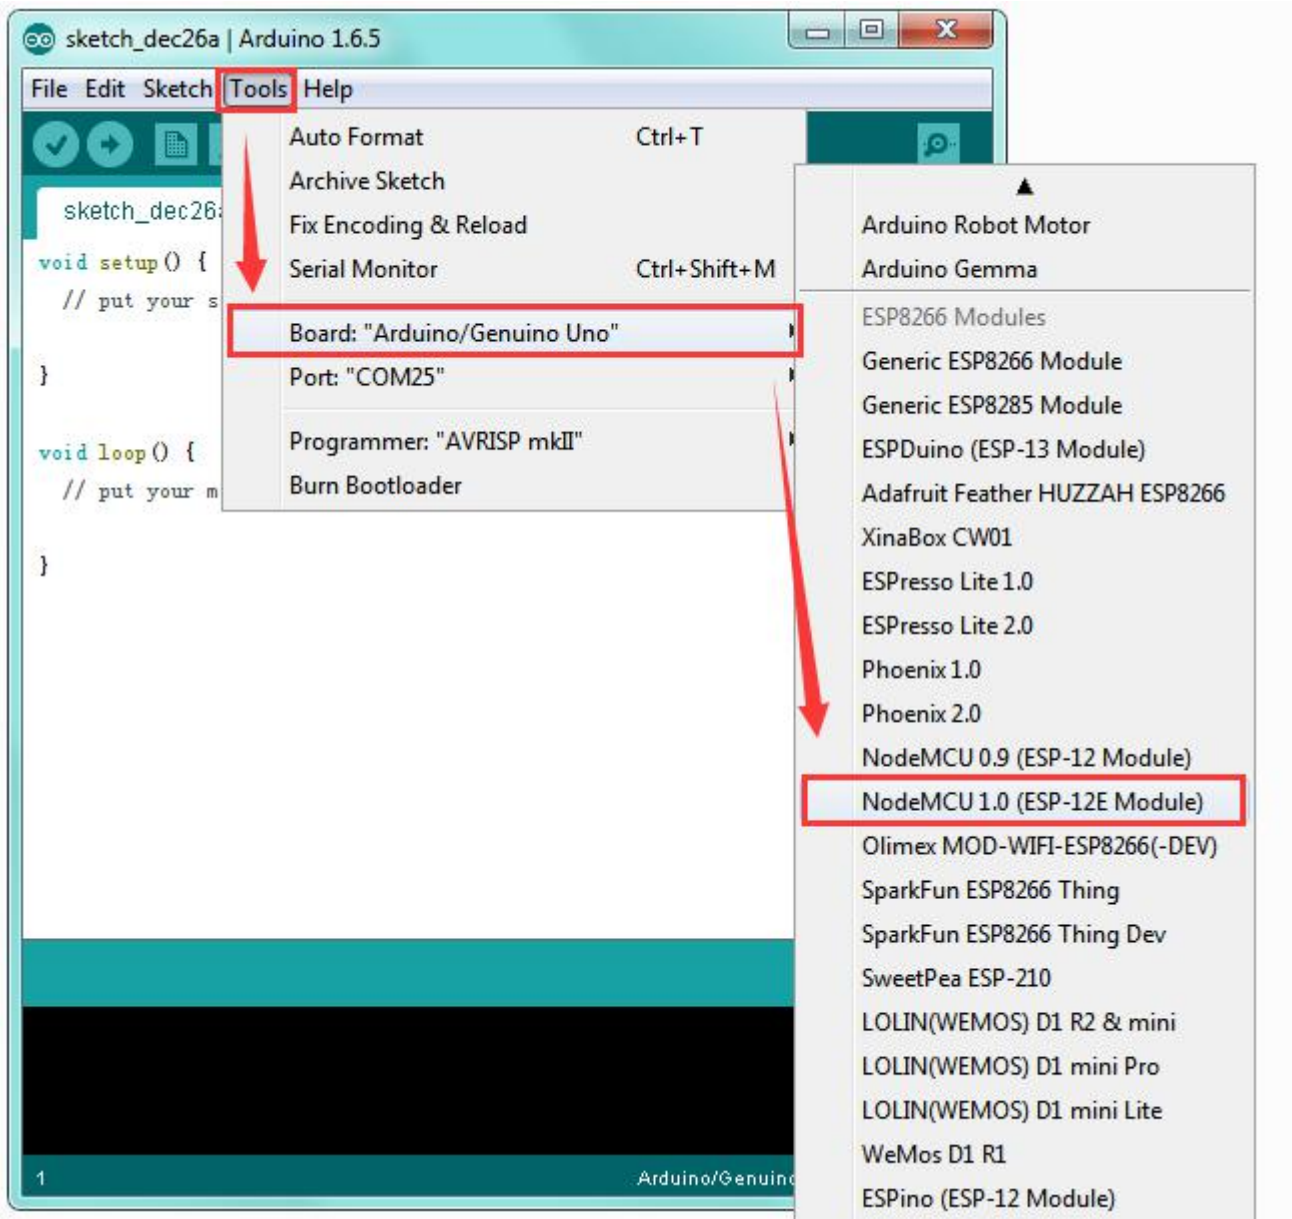 sketch_dec26a | Arduino 1.6.5
File Edit Sketch Tools Help
Auto Format Ctrl+T
Archive Sketch
Fix Encoding & Reload
Serial Monitor Ctrl+Shift+M
Board: "Arduino/Genuino Uno"
Port: "COM25"
Programmer: "AVRISP mkII"
Burn Bootloader
sketch_dec26a
void setup() {
// put your s
}
void loop() {
// put your m
}
1
Arduino/Genuino
Arduino Robot Motor
Arduino Gemma
ESP8266 Modules
Generic ESP8266 Module
Generic ESP8285 Module
ESPDuino (ESP-13 Module)
Adafruit Feather HUZZAH ESP8266
XinaBox CW01
ESPresso Lite 1.0
ESPresso Lite 2.0
Phoenix 1.0
Phoenix 2.0
NodeMCU 0.9 (ESP-12 Module)
NodeMCU 1.0 (ESP-12E Module)
Olimex MOD-WIFI-ESP8266(-DEV)
SparkFun ESP8266 Thing
SparkFun ESP8266 Thing Dev
SweetPea ESP-210
LOLIN(WEMOS) D1 R2 & mini
LOLIN(WEMOS) D1 mini Pro
LOLIN(WEMOS) D1 mini Lite
WeMos D1 R1
ESPino (ESP-12 Module)